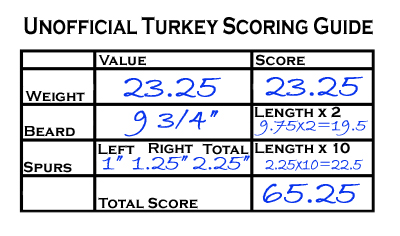 UNOFFICIAL TURKEY SCORING GUIDE
VALUE SCORE
WEIGHT 23.25 23.25
BEARD 9 3/4" LENGTH X 2
9.75x2=19.5
SPURS LEFT RIGHT TOTAL LENGTH X 10
1" 1.25" 2.25" 2.25x10=22.5
TOTAL SCORE 65.25